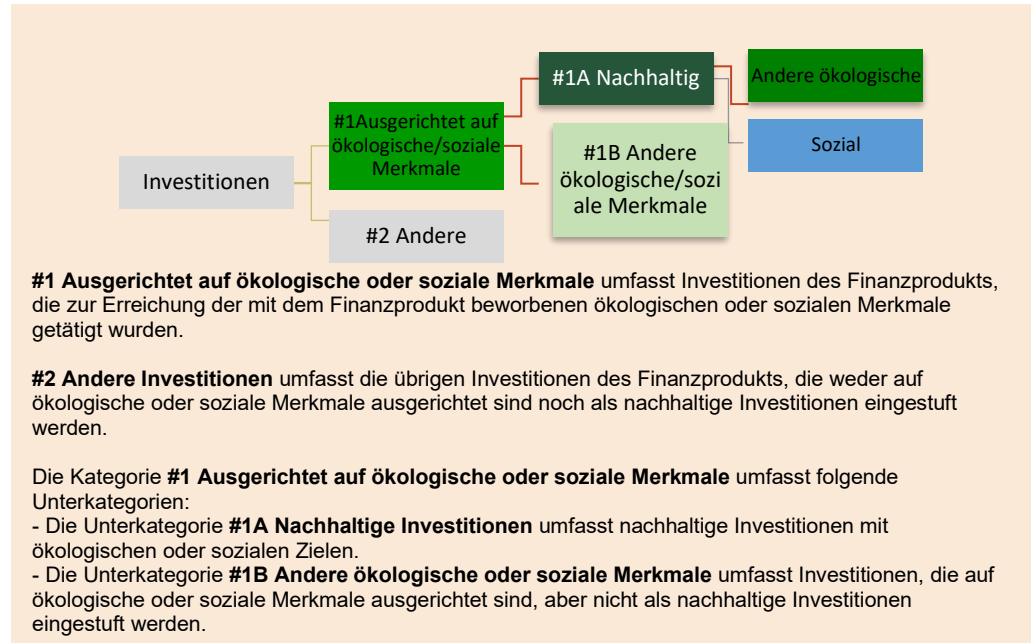 #1A Nachhaltig
Andere ökologische
#1Ausgerichtet auf
ökologische/soziale
Merkmale
#1B Andere
ökologische/sozi
ale Merkmale
Sozial
Investitionen
#2 Andere
#1 Ausgerichtet auf ökologische oder soziale Merkmale umfasst Investitionen des Finanzprodukts,
die zur Erreichung der mit dem Finanzprodukt beworbenen ökologischen oder sozialen Merkmale
getätigt wurden.
#2 Andere Investitionen umfasst die übrigen Investitionen des Finanzprodukts, die weder auf
ökologische oder soziale Merkmale ausgerichtet sind noch als nachhaltige Investitionen eingestuft
werden.
Die Kategorie #1 Ausgerichtet auf ökologische oder soziale Merkmale umfasst folgende
Unterkategorien:
- Die Unterkategorie #1A Nachhaltige Investitionen umfasst nachhaltige Investitionen mit
ökologischen oder sozialen Zielen.
- Die Unterkategorie #1B Andere ökologische oder soziale Merkmale umfasst Investitionen, die auf
ökologische oder soziale Merkmale ausgerichtet sind, aber nicht als nachhaltige Investitionen
eingestuft werden.